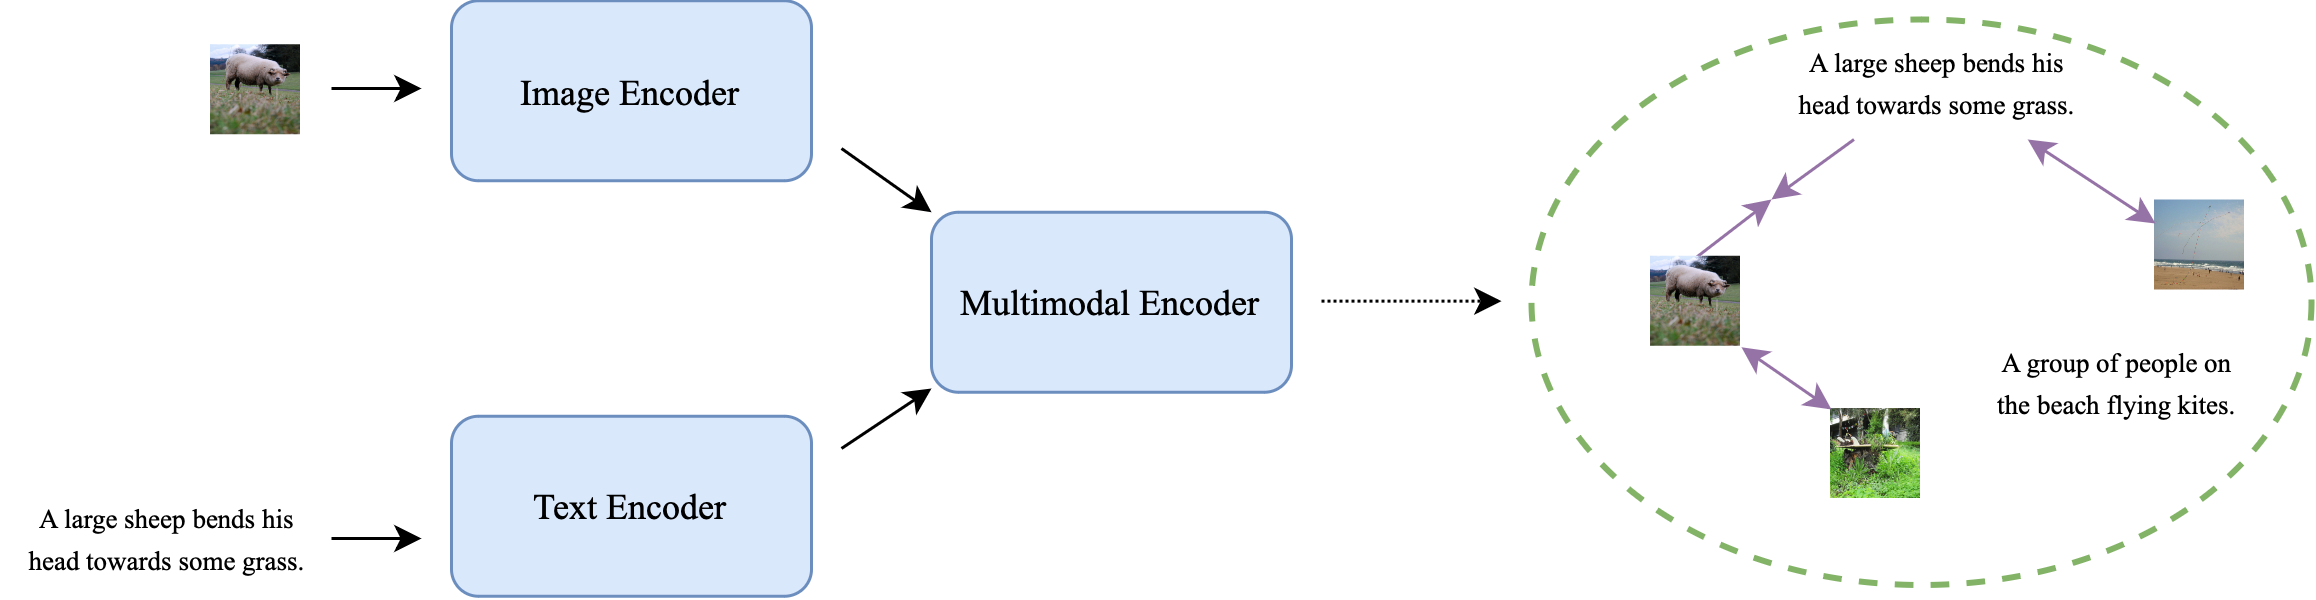 Image Encoder
Text Encoder
A large sheep bends his
head towards some grass.
Multimodal Encoder
A large sheep bends his
head towards some grass.
A group of people on
the beach flying kites.